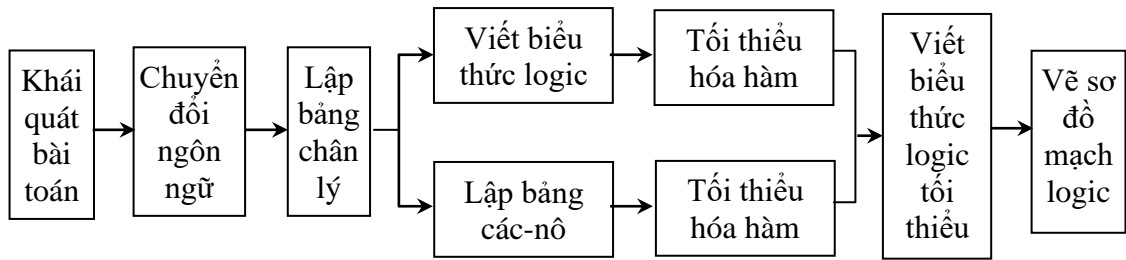 Khái
quát
bài
toán
Chuyển
đổi
ngôn
ngữ
Lập
bảng
chân
lý
Viết biểu
thức logic
Tối thiểu
hóa hàm
Lập bảng
các-nô
Tối thiểu
hóa hàm
Viết
biểu
thức
logic
tối
thiểu
Vẽ sơ
đồ
mạch
logic